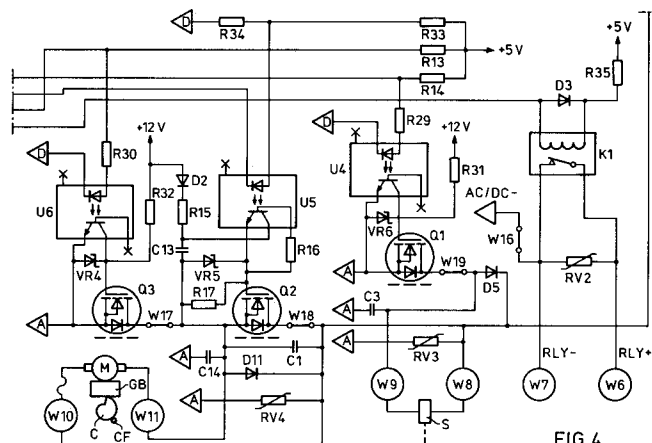 D
R34
R33
+5V
R13
+5V
R14
R35
D3
D
R29
+12V
D
+12V
R30
U4
R31
K1
R32
D2
U5
AC/DC-
U6
R15
VR6
Q1
W16
C13
R16
VR4
VR5
A
W19
D5
RV2
Q3
R17
Q2
C3
A
W17
W18
A
RLY-
RLY+
A
C14
C1
RV3
M
D11
A
GB
W9
W8
W7
W6
W10
C
CF
W11
A
RV4
S
FIG.4